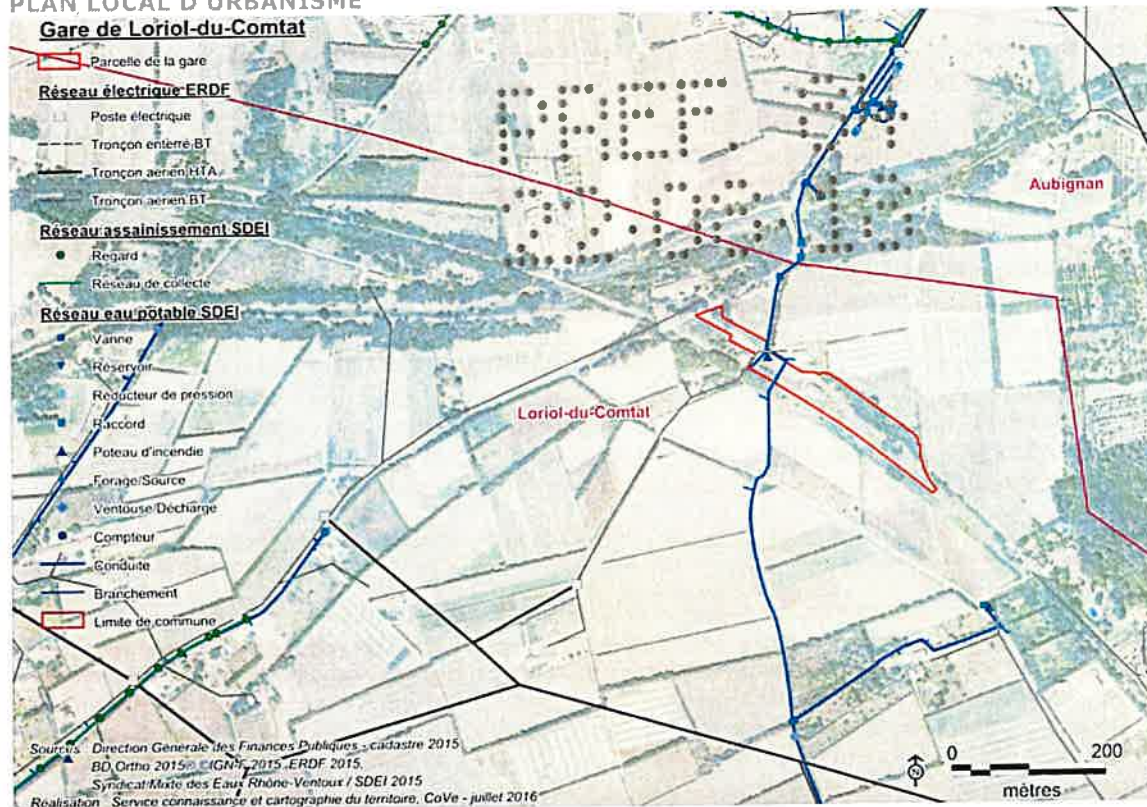 PLAN LOCAL D'URBANISME
Gare de Loriol-du-Comtat
Parcelle de la gare
Réseau électrique ERDF
Poste électrique
Tronçon enterré BT
Tronçon aérien HTA
Tronçon aérien BT
Réseau assainissement SDEI
Regard
Réseau de collecte
Réseau eau potable SDEI
Vanne
Réservoir
Réducteur de pression
Raccord
Poteau d'incendie
Forage/Source
Ventouse/Décharge
Compteur
Conduite
Branchement
Limite de commune
Aubignan
Loriol-du-Comtat
Sources Direction Générale des Finances Publiques - cadastre 2015
BD Ortho 2015 ® ©IGN-F 2015, ERDF 2015,
Syndicat Mixte des Eaux Rhône-Ventoux / SDEI 2015
Réalisation Service connaissance et cartographie du territoire, CoVe - juillet 2016
0 200
mètres